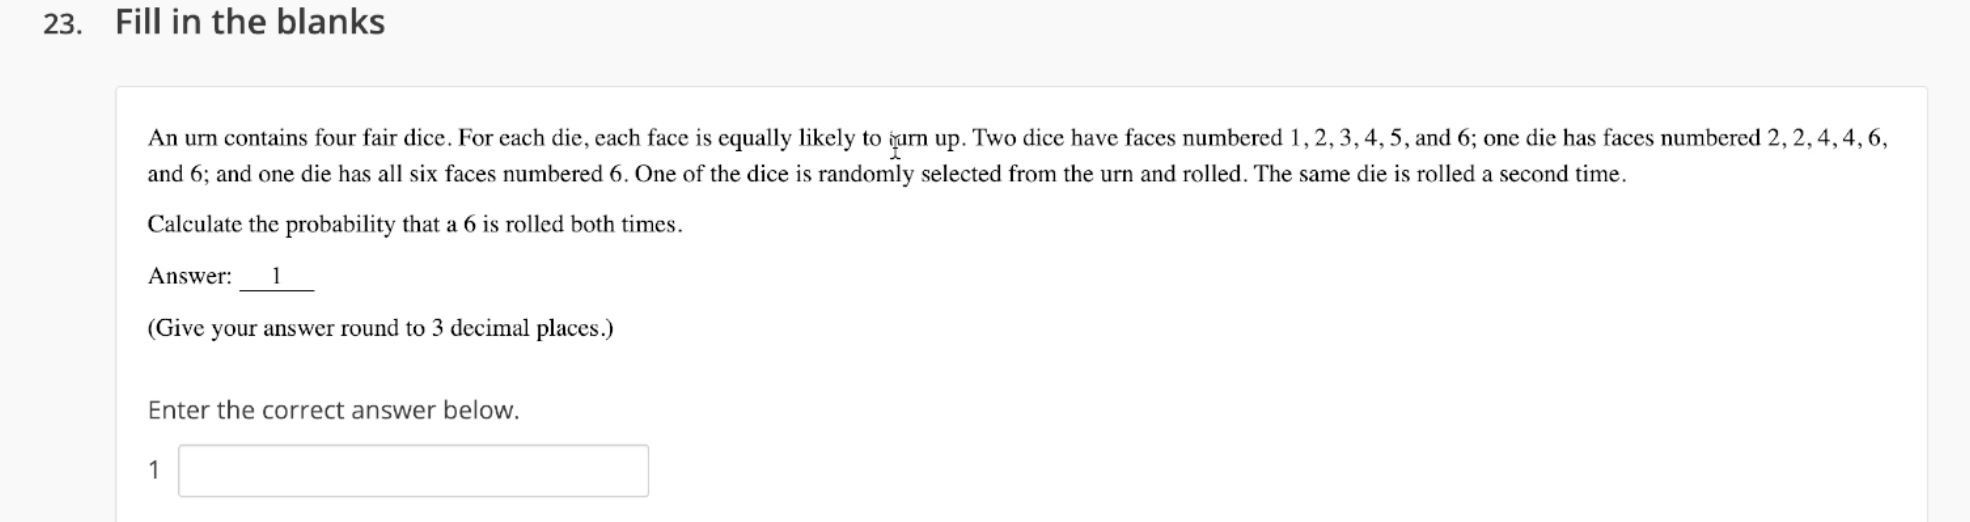 23. Fill in the blanks
An urn contains four fair dice. For each die, each face is equally likely to turn up. Two dice have faces numbered 1, 2, 3, 4, 5, and 6; one die has faces numbered 2, 2, 4, 4, 6,
and 6; and one die has all six faces numbered 6. One of the dice is randomly selected from the urn and rolled. The same die is rolled a second time.
Calculate the probability that a 6 is rolled both times.
Answer: 1
(Give your answer round to 3 decimal places.)
Enter the correct answer below.
1